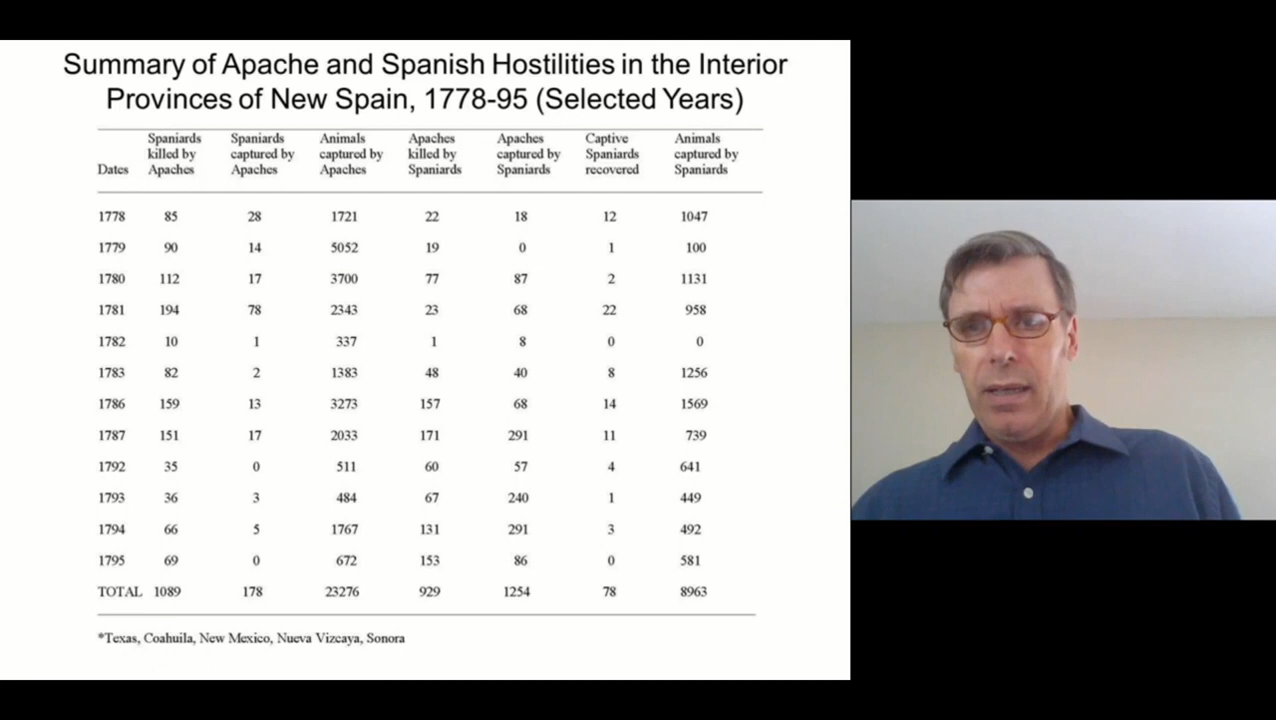 Summary of Apache and Spanish Hostilities in the Interior
Provinces of New Spain, 1778-95 (Selected Years)
Dates Spaniards killed by Apaches Spaniards captured by Apaches Animals captured by Apaches Apaches killed by Spaniards Apaches captured by Spaniards Captive Spaniards recovered Animals captured by Spaniards
1778 85 28 1721 22 18 12 1047
1779 90 14 5052 19 0 1 100
1780 112 17 3700 77 87 2 1131
1781 194 78 2343 23 68 22 958
1782 10 1 337 1 8 0 0
1783 82 2 1383 48 40 8 1256
1786 159 13 3273 157 68 14 1569
1787 151 17 2033 171 291 11 739
1792 35 0 511 60 57 4 641
1793 36 3 484 67 240 1 449
1794 66 5 1767 131 291 3 492
1795 69 0 672 153 86 0 581
TOTAL 1089 178 23276 929 1254 78 8963
*Texas, Coahuila, New Mexico, Nueva Vizcaya, Sonora